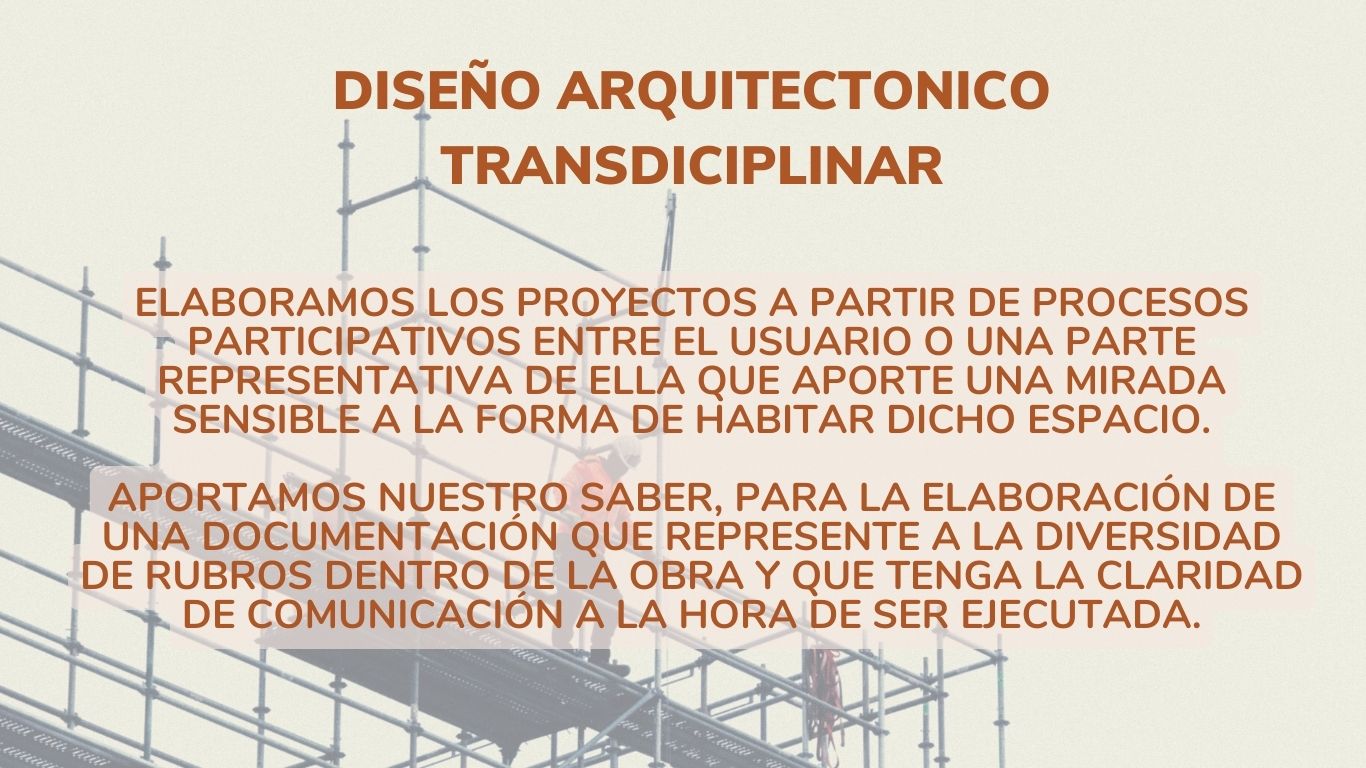 DISEÑO ARQUITECTONICO
TRANSDICIPLINAR
ELABORAMOS LOS PROYECTOS A PARTIR DE PROCESOS
PARTICIPATIVOS ENTRE EL USUARIO O UNA PARTE
REPRESENTATIVA DE ELLA QUE APORTE UNA MIRADA
SENSIBLE A LA FORMA DE HABITAR DICHO ESPACIO.
APORTAMOS NUESTRO SABER, PARA LA ELABORACIÓN DE
UNA DOCUMENTACIÓN QUE REPRESENTE A LA DIVERSIDAD
DE RUBROS DENTRO DE LA OBRA Y QUE TENGA LA CLARIDAD
DE COMUNICACIÓN A LA HORA DE SER EJECUTADA.